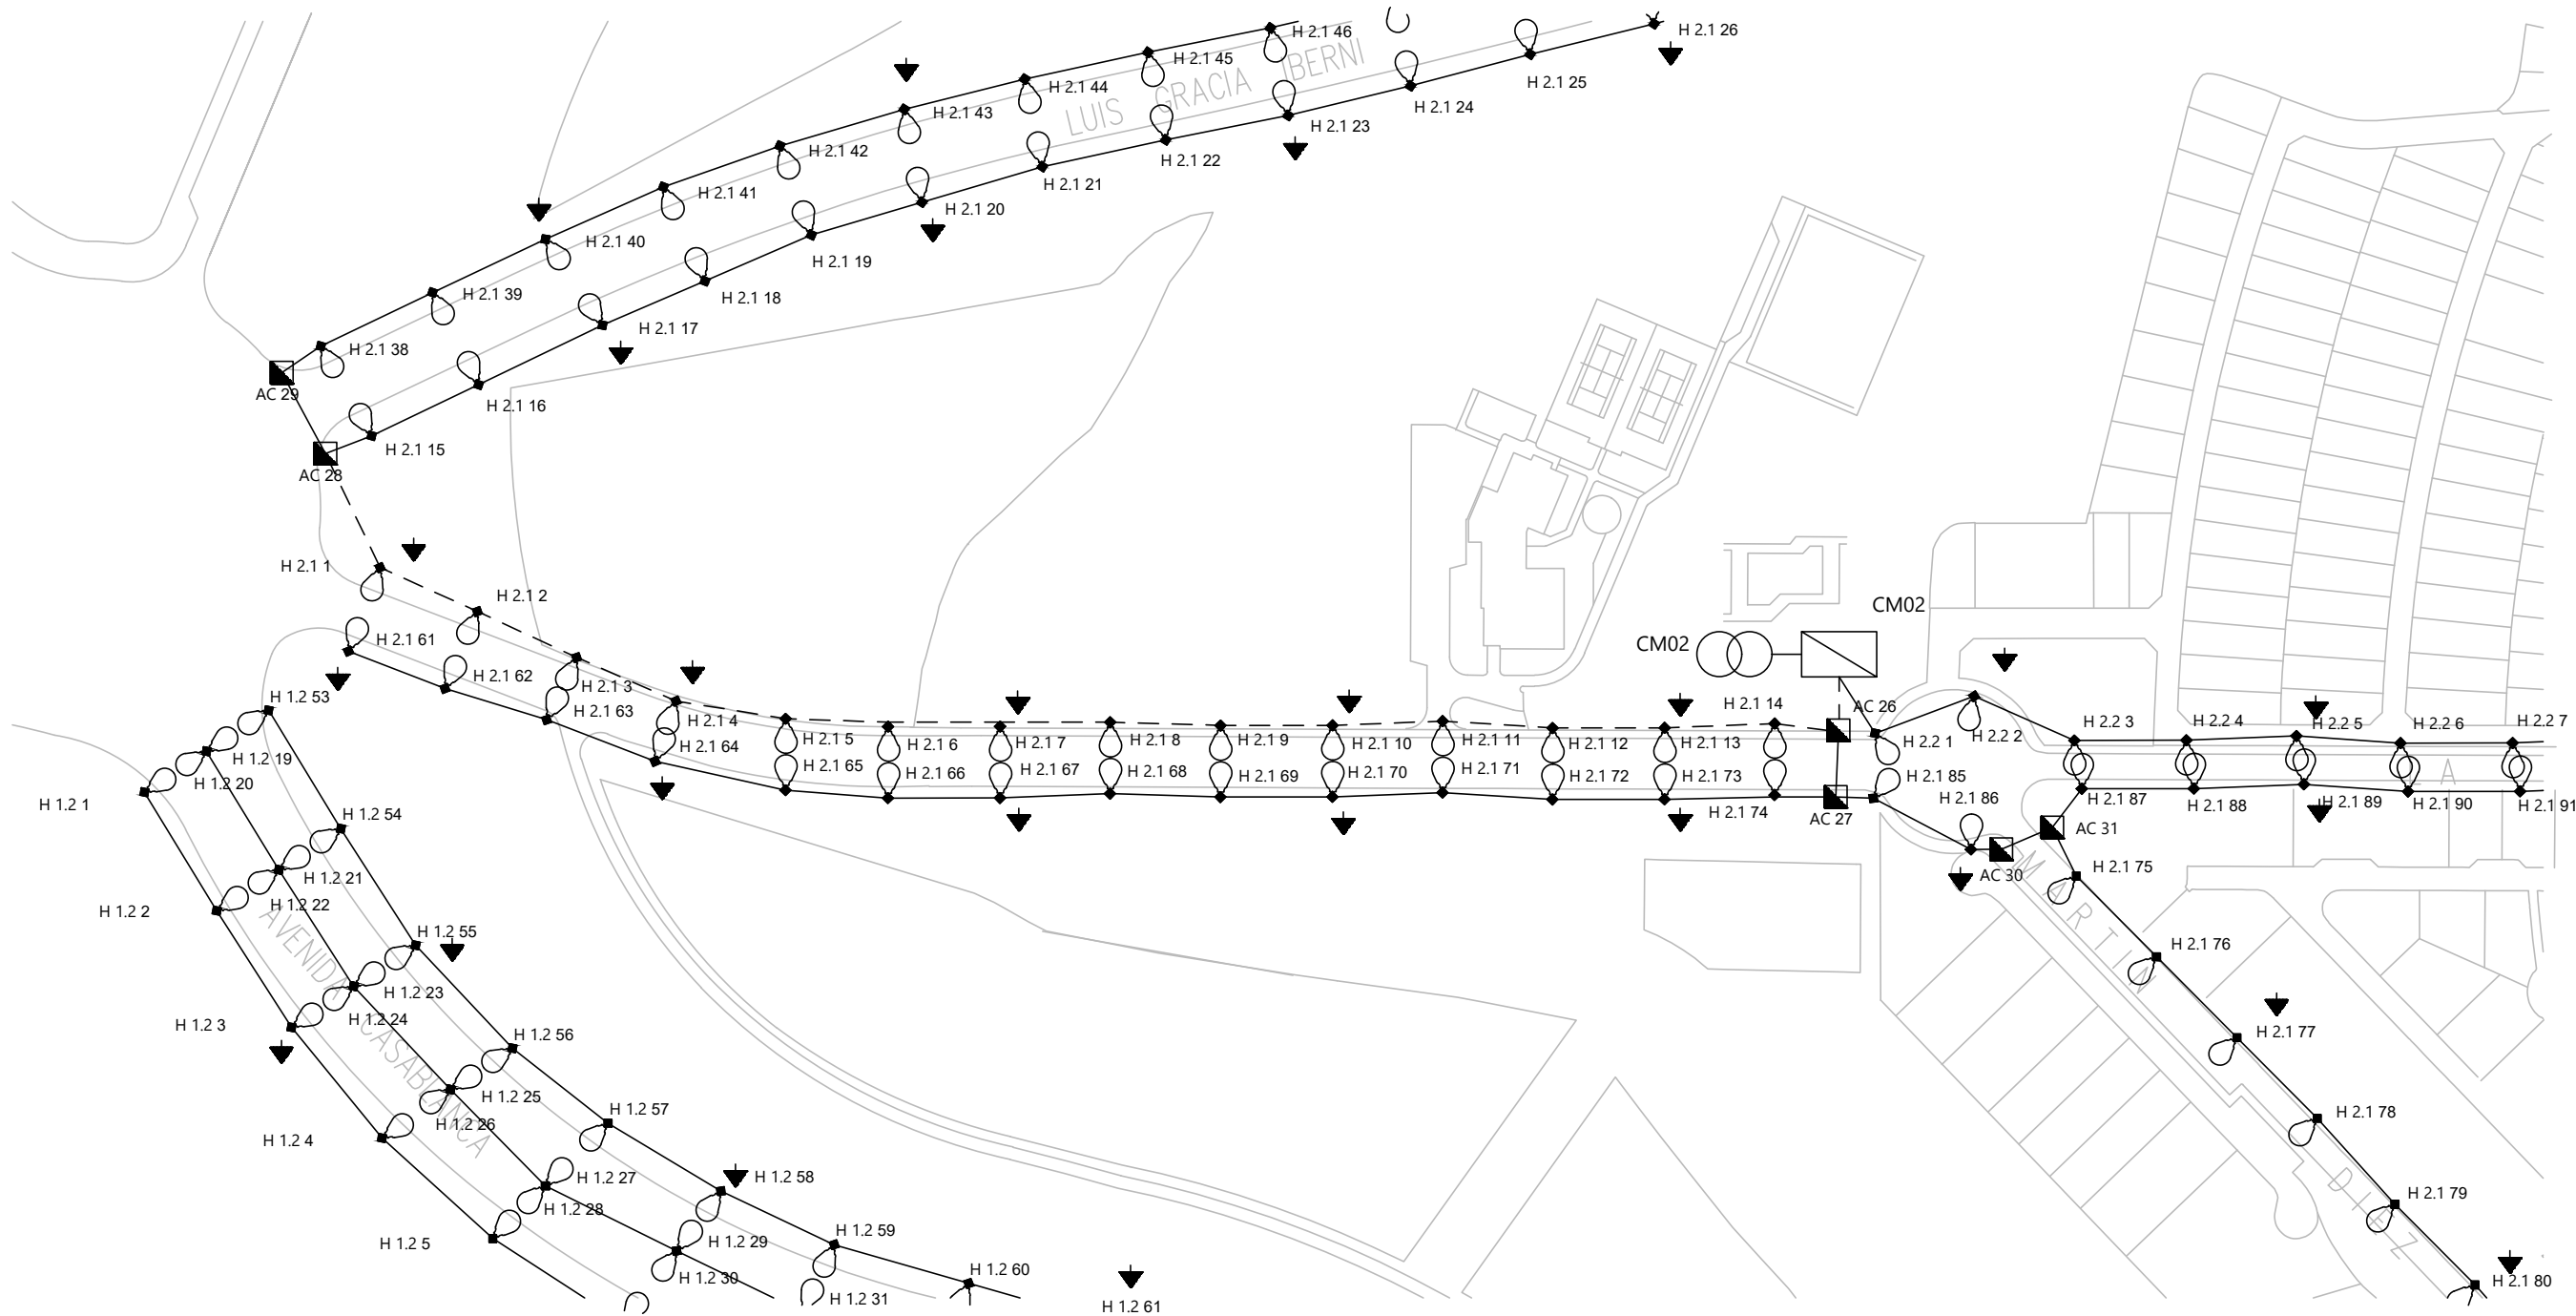 H 2.1 46
H 2.1 26
H 2.1 45
H 2.1 25
H 2.1 44
H 2.1 24
H 2.1 43
H 2.1 23
LUIS GRACIA IBERNI
H 2.1 42
H 2.1 22
H 2.1 41
H 2.1 21
H 2.1 20
H 2.1 40
H 2.1 19
H 2.1 39
H 2.1 18
H 2.1 17
H 2.1 38
AC 29
H 2.1 16
H 2.1 15
AC 28
H 2.1 1
H 2.1 2
CM02
CM02
H 2.1 61
H 2.1 62
H 2.1 3
H 1.2 53
H 2.1 63
H 2.1 4
H 2.1 14
AC 26
H 2.2 1
H 2.2 2
H 2.2 3
H 2.2 4
H 2.2 5
H 2.2 6
H 2.2 7
H 2.1 64
H 2.1 5
H 2.1 6
H 2.1 7
H 2.1 8
H 2.1 9
H 2.1 10
H 2.1 11
H 2.1 12
H 2.1 13
H 1.2 19
H 1.2 20
H 2.1 65
H 2.1 66
H 2.1 67
H 2.1 68
H 2.1 69
H 2.1 70
H 2.1 71
H 2.1 72
H 2.1 73
H 2.1 74
H 2.1 85
A
H 1.2 1
H 1.2 54
AC 27
H 2.1 86
H 2.1 87
H 2.1 88
H 2.1 89
H 2.1 90
H 2.1 91
AC 31
AC 30
H 2.1 75
H 1.2 21
H 1.2 22
H 1.2 2
H 1.2 55
H 2.1 76
MARTIN DIEZ
AVENIDA CASABLANCA
H 1.2 23
H 1.2 24
H 1.2 3
H 1.2 56
H 2.1 77
H 1.2 25
H 1.2 26
H 1.2 57
H 2.1 78
H 1.2 4
H 1.2 27
H 1.2 28
H 1.2 58
H 2.1 79
H 1.2 5
H 1.2 29
H 1.2 30
H 1.2 59
H 1.2 60
H 2.1 80
H 1.2 31
H 1.2 61